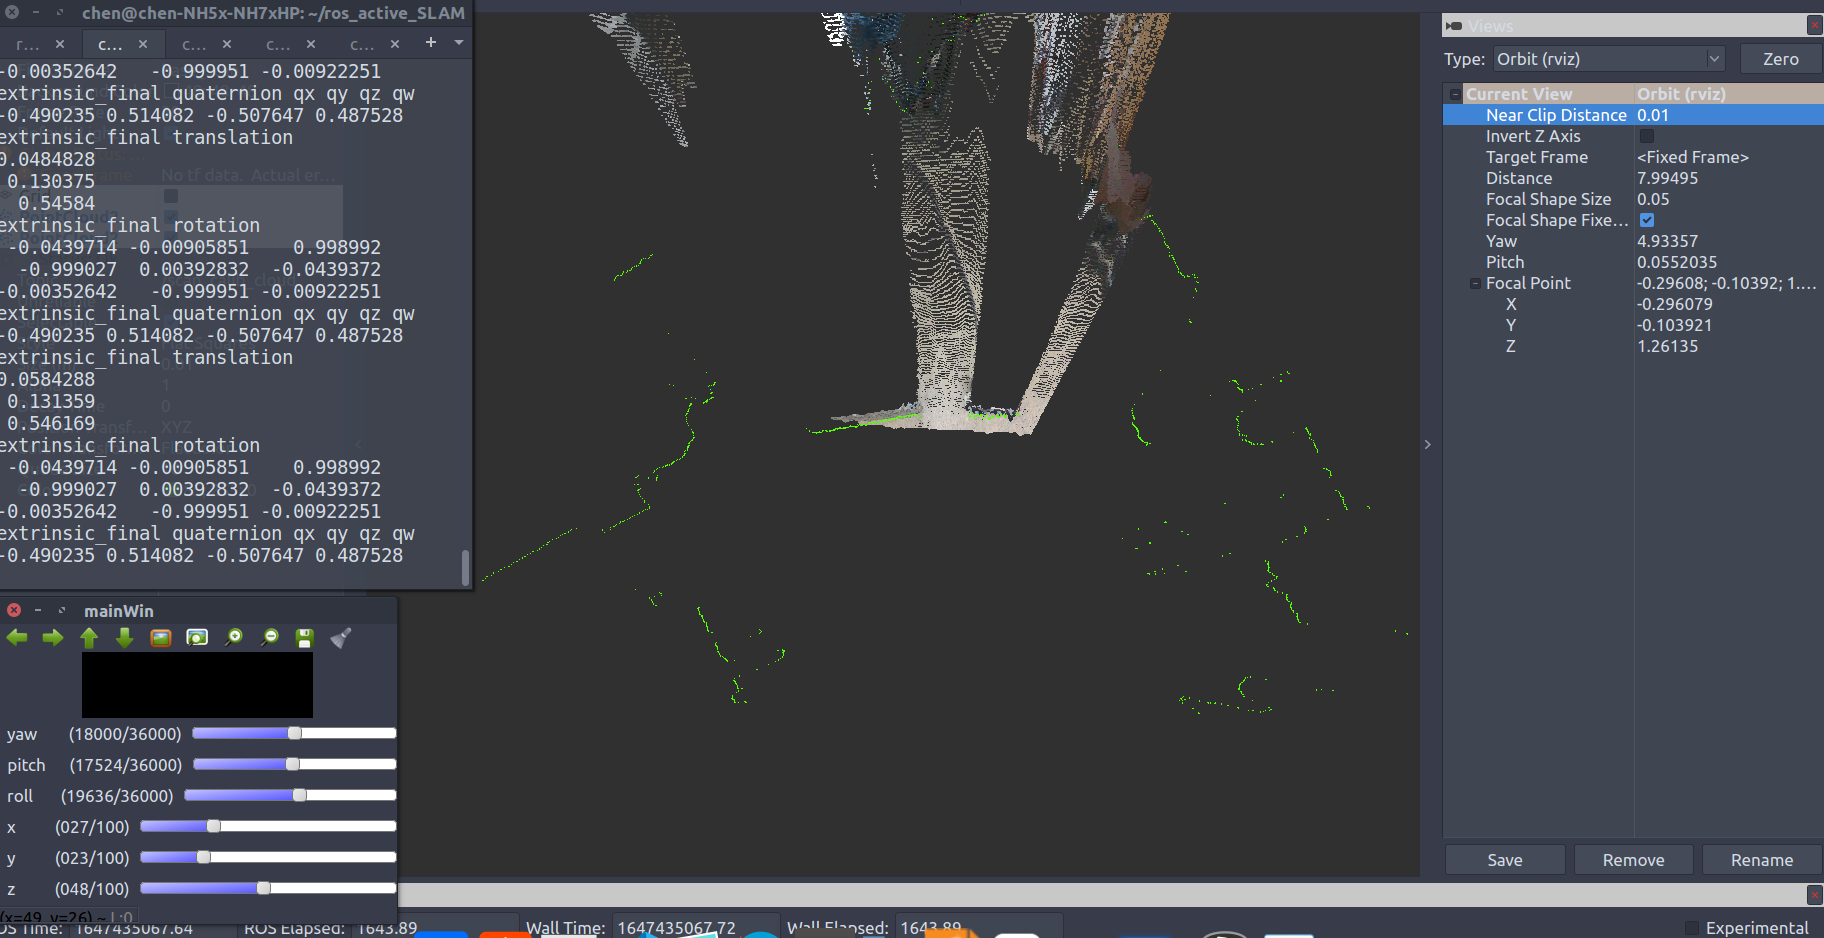 chen@chen-NH5x-NH7xHP: ~/ros_active_SLAM
r... c... c... c... c...
-0.00352642 -0.999951 -0.00922251
extrinsic_final quaternion qx qy qz qw
-0.490235 0.514082 -0.507647 0.487528
extrinsic_final translation
0.0484828
0.130375
0.54584
No tf data. Actual er...
extrinsic_final rotation
-0.0439714 -0.00905851 0.998992
-0.999027 0.00392832 -0.0439372
-0.00352642 -0.999951 -0.00922251
extrinsic_final quaternion qx qy qz qw
-0.490235 0.514082 -0.507647 0.487528
extrinsic_final translation
0.0584288
0.131359
0.546169
extrinsic_final rotation
-0.0439714 -0.00905851 0.998992
-0.999027 0.00392832 -0.0439372
-0.00352642 -0.999951 -0.00922251
extrinsic_final quaternion qx qy qz qw
-0.490235 0.514082 -0.507647 0.487528
mainWin
yaw (18000/36000)
pitch (17524/36000)
roll (19636/36000)
x (027/100)
y (023/100)
z (048/100)
(x=49, y=26) ~ L:0
Views
Type: Orbit (rviz) Zero
Current View Orbit (rviz)
Near Clip Distance 0.01
Invert Z Axis
Target Frame <Fixed Frame>
Distance 7.99495
Focal Shape Size 0.05
Focal Shape Fixe...
Yaw 4.93357
Pitch 0.0552035
Focal Point -0.29608; -0.10392; 1....
X -0.296079
Y -0.103921
Z 1.26135
Save Remove Rename
OS Time: 1647435067.64 ROS Elapsed: 1643.89 Wall Time: 1647435067.72 Wall Elapsed: 1643.89 Experimental